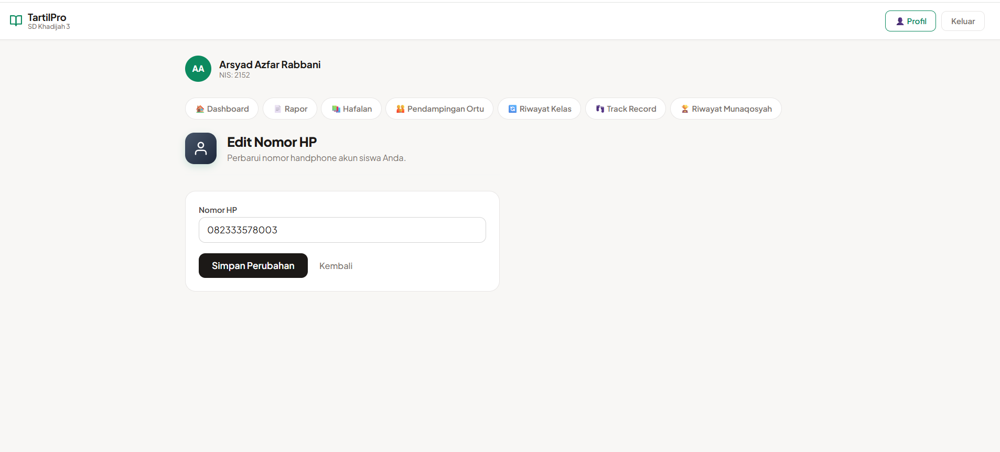 TartilPro
SD Khadijah 3
Profil
Keluar
AA
Arsyad Azfar Rabbani
NIS: 2152
Dashboard
Rapor
Hafalan
Pendampingan Ortu
Riwayat Kelas
Track Record
Riwayat Munaqosyah
Edit Nomor HP
Perbarui nomor handphone akun siswa Anda.
Nomor HP
082333578003
Simpan Perubahan
Kembali